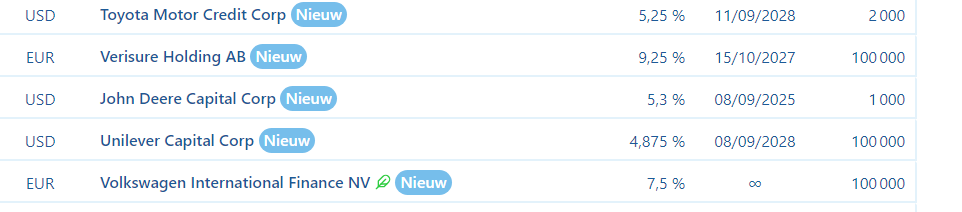 USD Toyota Motor Credit Corp Nieuw 5,25 % 11/09/2028 2 000
EUR Verisure Holding AB Nieuw 9,25 % 15/10/2027 100 000
USD John Deere Capital Corp Nieuw 5,3 % 08/09/2025 1 000
USD Unilever Capital Corp Nieuw 4,875 % 08/09/2028 100 000
EUR Volkswagen International Finance NV Nieuw 7,5 % ∞ 100 000